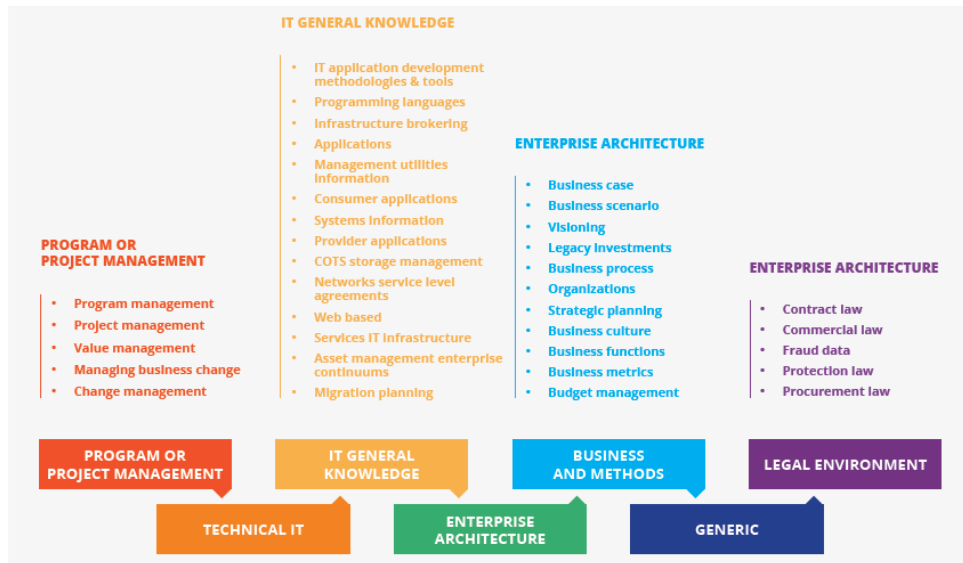 IT GENERAL KNOWLEDGE
• IT application development
methodologies & tools
• Programming languages
• Infrastructure brokering
• Applications
• Management utilities
Information
• Consumer applications
• Systems Information
• Provider applications
• COTS storage management
• Networks service level
agreements
• Web based
• Services IT Infrastructure
• Asset management enterprise
continuums
• Migration planning
ENTERPRISE ARCHITECTURE
• Business case
• Business scenario
• Visioning
• Legacy Investments
• Business process
• Organizations
• Strategic planning
• Business culture
• Business functions
• Business metrics
• Budget management
PROGRAM OR
PROJECT MANAGEMENT
• Program management
• Project management
• Value management
• Managing business change
• Change management
ENTERPRISE ARCHITECTURE
• Contract law
• Commercial law
• Fraud data
• Protection law
• Procurement law
PROGRAM OR
PROJECT MANAGEMENT
IT GENERAL
KNOWLEDGE
BUSINESS
AND METHODS
LEGAL ENVIRONMENT
TECHNICAL IT
ENTERPRISE
ARCHITECTURE
GENERIC